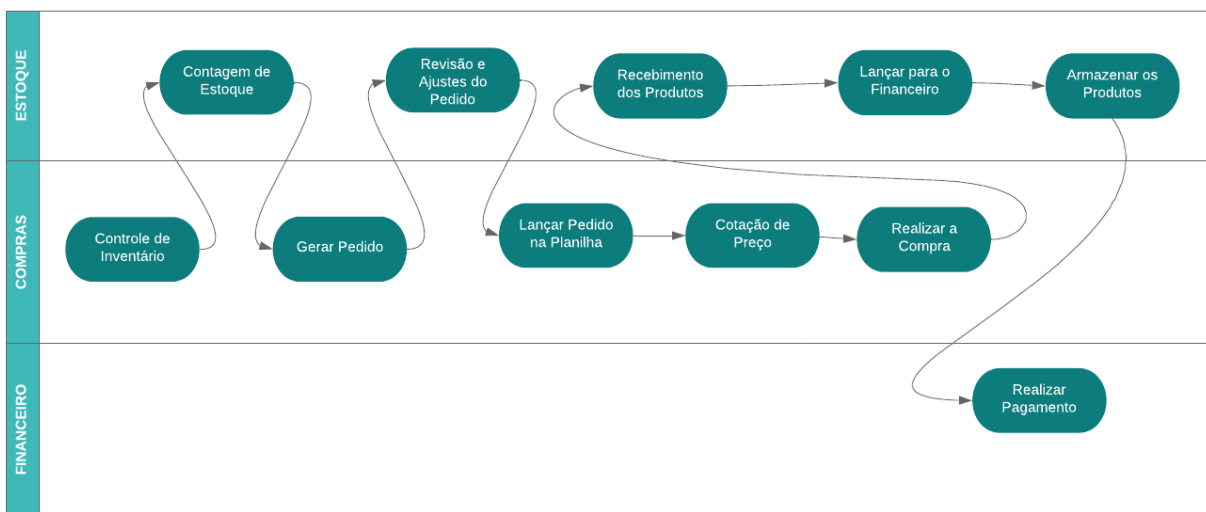 ESTOQUE
Contagem de
Estoque
Revisão e
Ajustes do
Pedido
Recebimento
dos Produtos
Lançar para o
Financeiro
Armazenar os
Produtos
COMPRAS
Controle de
Inventário
Gerar Pedido
Lançar Pedido
na Planilha
Cotação de
Preço
Realizar a
Compra
FINANCEIRO
Realizar
Pagamento